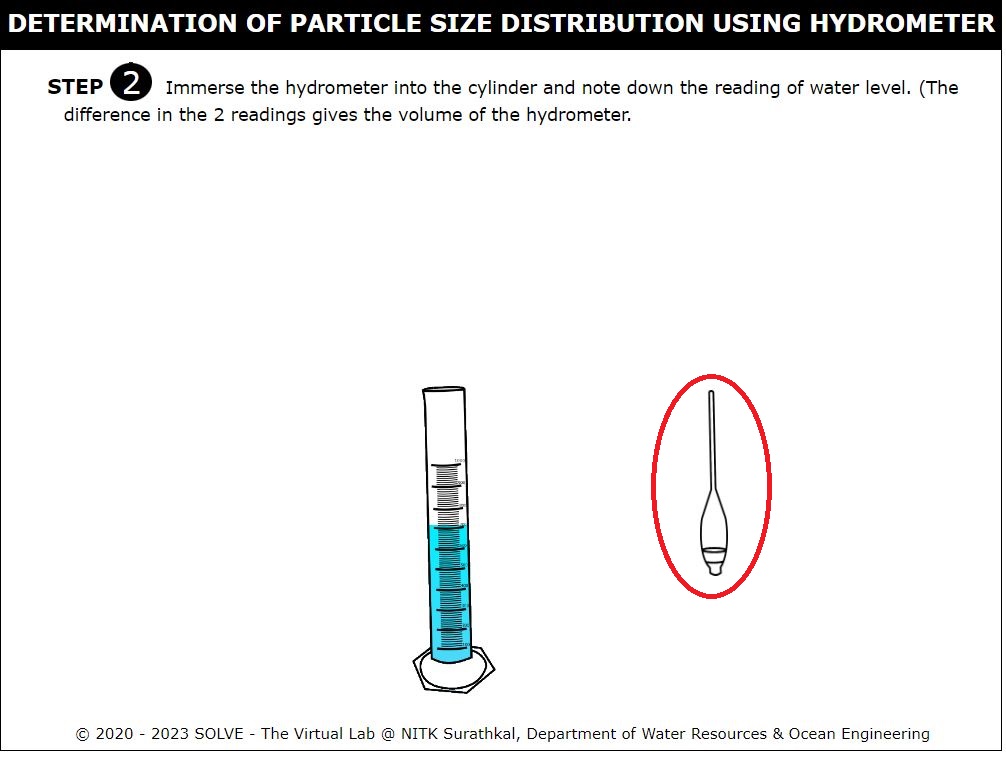 DETERMINATION OF PARTICLE SIZE DISTRIBUTION USING HYDROMETER
STEP 2 Immerse the hydrometer into the cylinder and note down the reading of water level. (The
difference in the 2 readings gives the volume of the hydrometer.
1000
© 2020 - 2023 SOLVE - The Virtual Lab @ NITK Surathkal, Department of Water Resources & Ocean Engineering